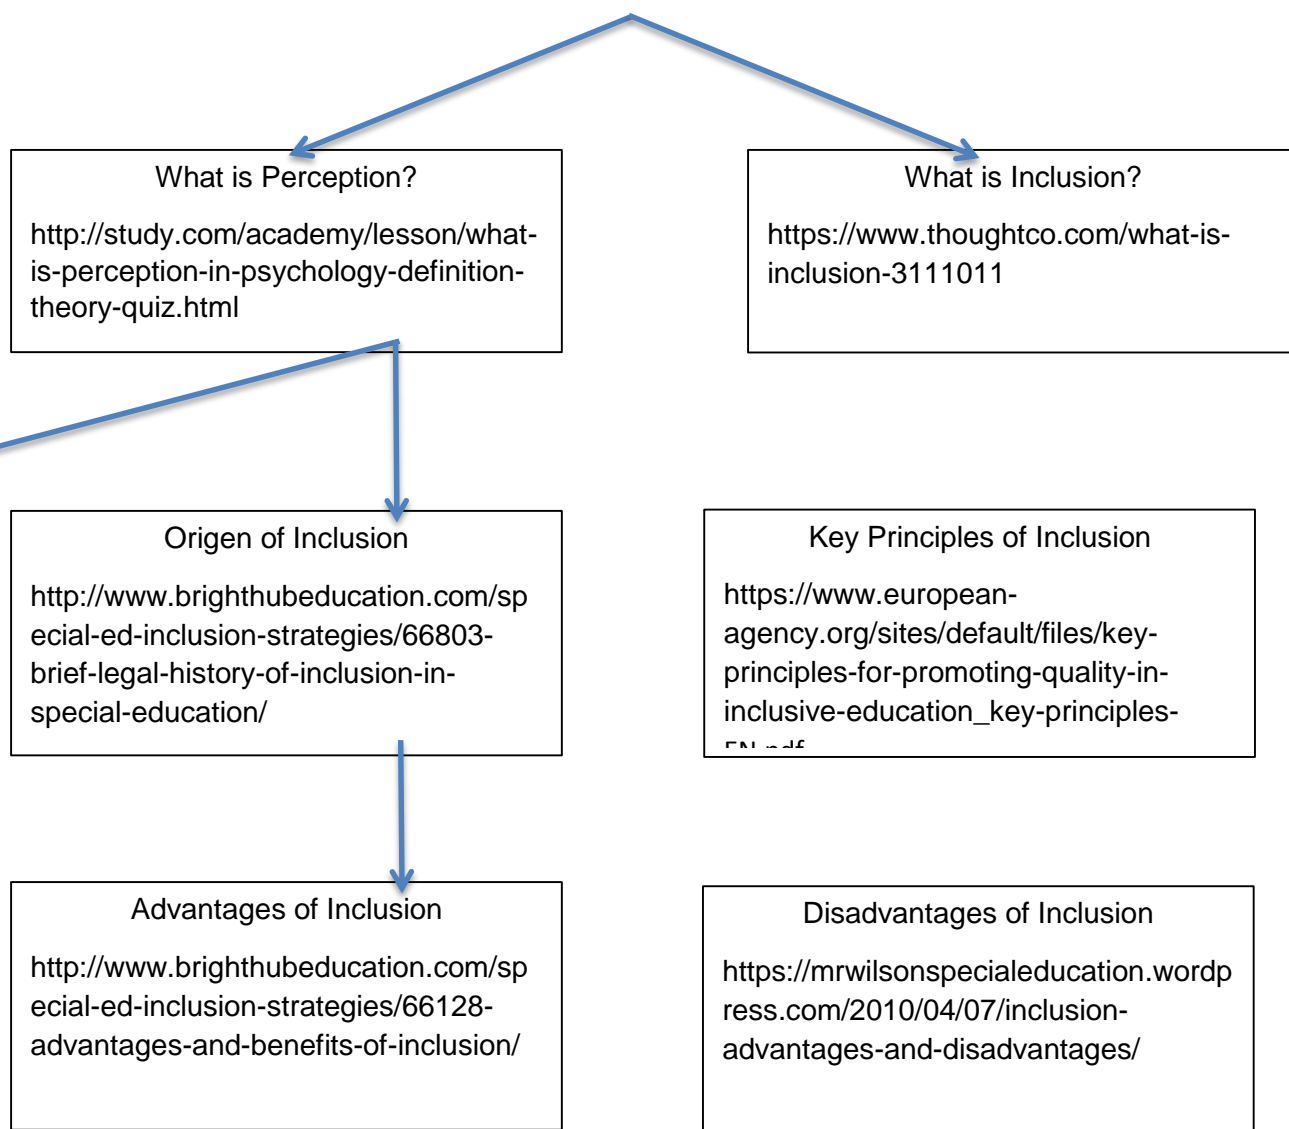 What is Perception?
http://study.com/academy/lesson/what-
is-perception-in-psychology-definition-
theory-quiz.html
What is Inclusion?
https://www.thoughtco.com/what-is-
inclusion-3111011
Origen of Inclusion
http://www.brighthubeducation.com/sp
ecial-ed-inclusion-strategies/66803-
brief-legal-history-of-inclusion-in-
special-education/
Key Principles of Inclusion
https://www.european-
agency.org/sites/default/files/key-
principles-for-promoting-quality-in-
inclusive-education_key-principles-
Advantages of Inclusion
http://www.brighthubeducation.com/sp
ecial-ed-inclusion-strategies/66128-
advantages-and-benefits-of-inclusion/
Disadvantages of Inclusion
https://mrwilsonspecialeducation.wordp
ress.com/2010/04/07/inclusion-
advantages-and-disadvantages/